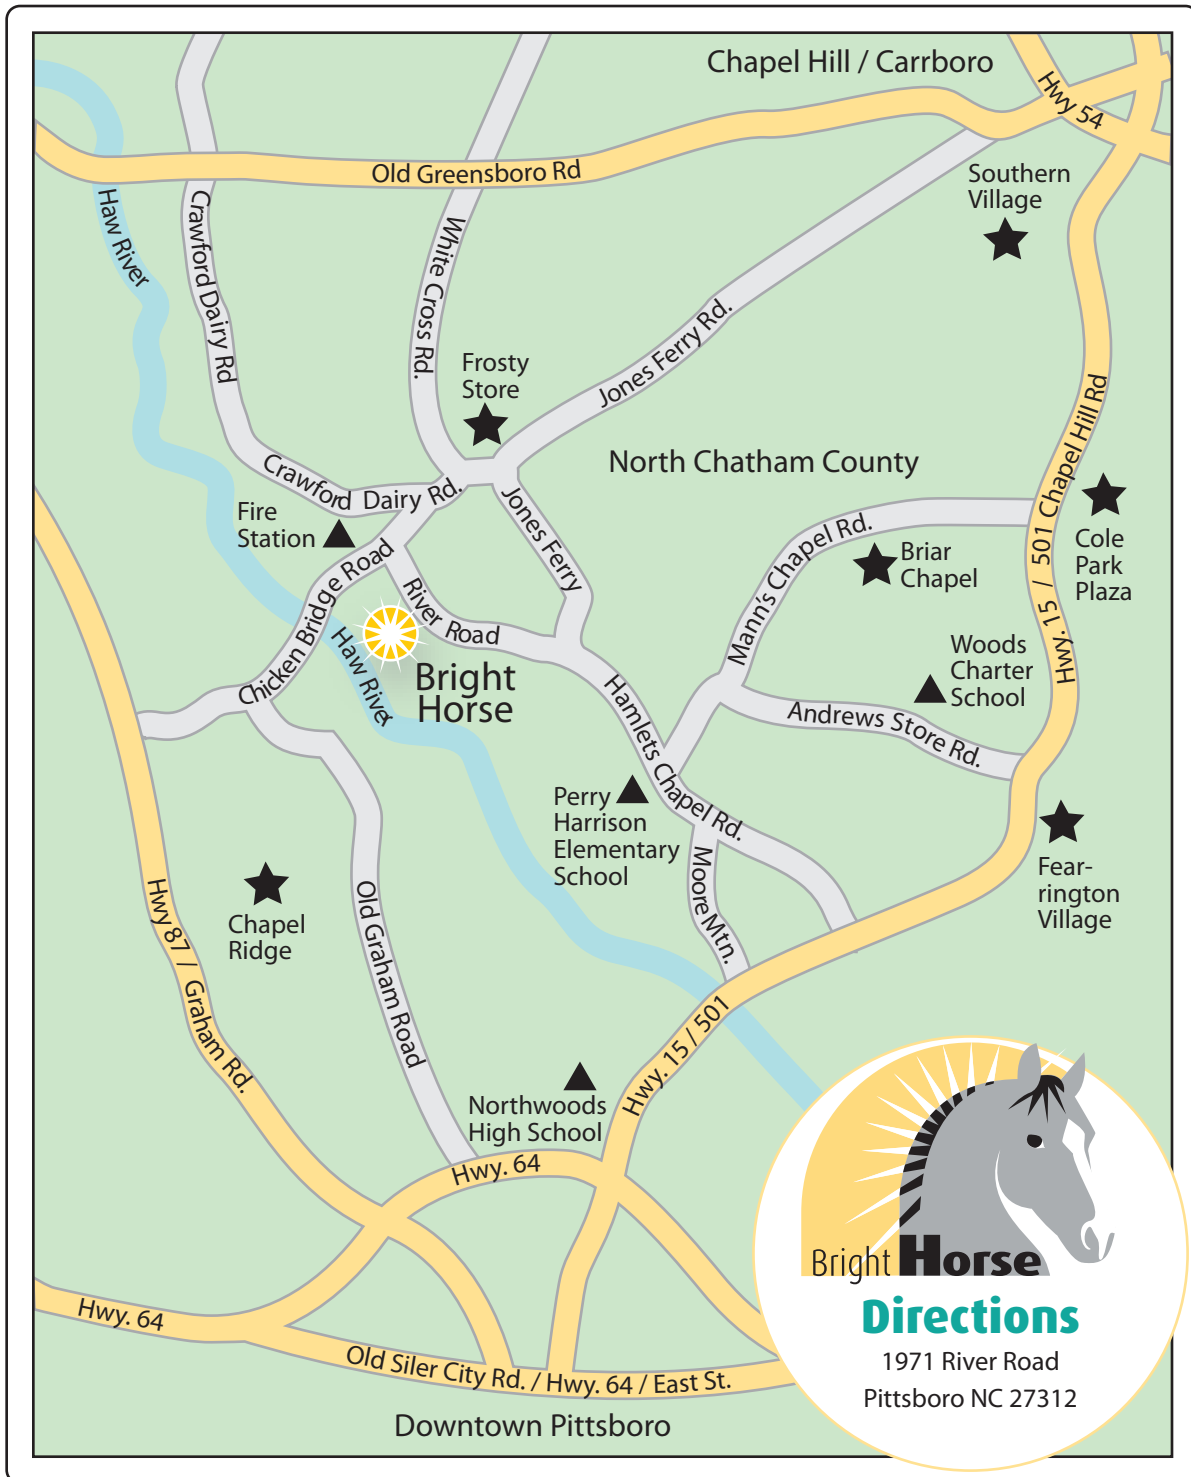 Chapel Hill / Carrboro
Hwy 54
Old Greensboro Rd
Southern
Village
Haw River
Crawford Dairy Rd
White Cross Rd.
Jones Ferry Rd.
Frosty
Store
Hwy. 15 / 501 Chapel Hill Rd
North Chatham County
Crawford Dairy Rd.
Jones Ferry
Fire
Station
Mann's Chapel Rd.
Briar
Chapel
Cole
Park
Plaza
Chicken Bridge Road
River Road
Haw River
Bright
Horse
Woods
Charter
School
Hamlets Chapel Rd.
Andrews Store Rd.
Perry
Harrison
Elementary
School
Moore Mtn.
Fear-
rington
Village
Chapel
Ridge
Hwy 87 / Graham Rd.
Old Graham Road
Hwy. 15 / 501
Northwoods
High School
Hwy. 64
Hwy. 64
Old Siler City Rd. / Hwy. 64 / East St.
Downtown Pittsboro
Bright Horse
Directions
1971 River Road
Pittsboro NC 27312